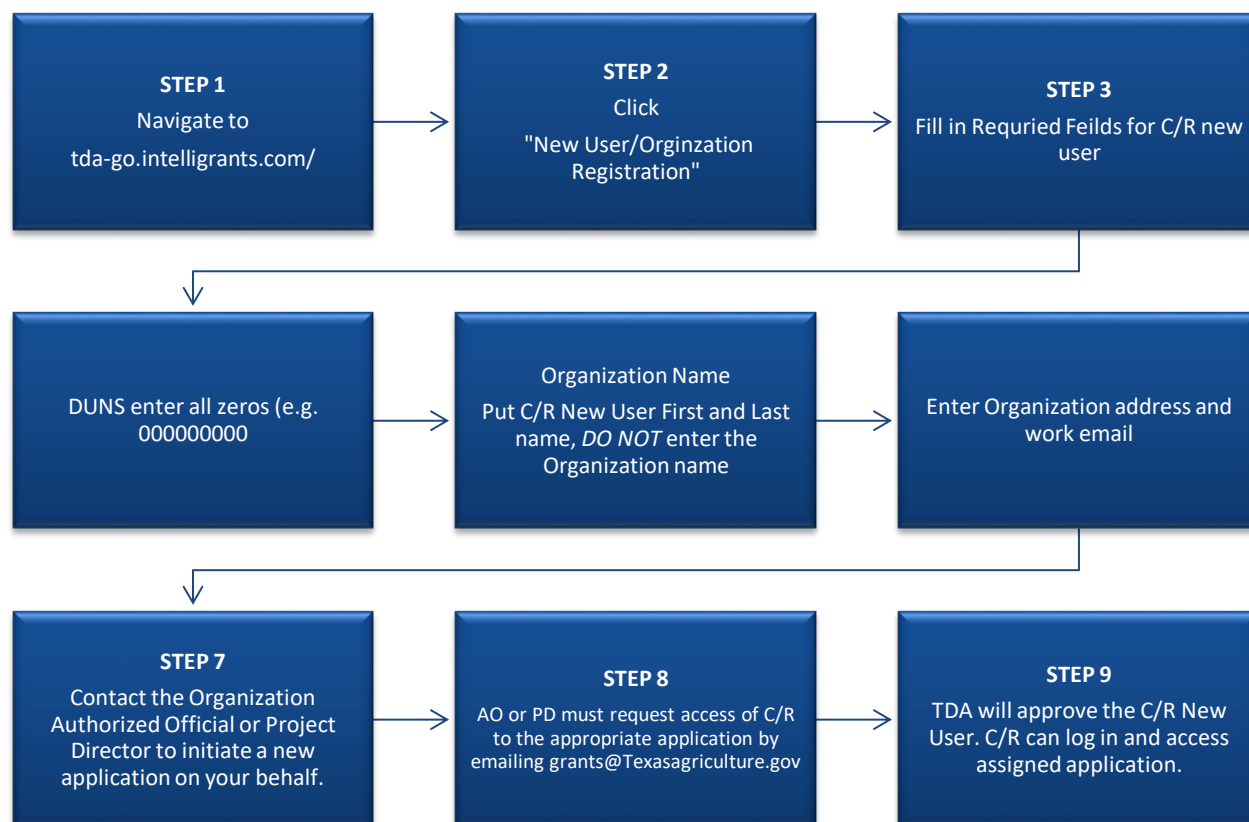 STEP 1
Navigate to
tda-go.intelligrants.com/
STEP 2
Click
"New User/Orginzation
Registration"
STEP 3
Fill in Requried Feilds for C/R new
user
DUNS enter all zeros (e.g.
000000000
Organization Name
Put C/R New User First and Last
name, DO NOT enter the
Organization name
Enter Organization address and
work email
STEP 7
Contact the Organization
Authorized Official or Project
Director to initiate a new
application on your behalf.
STEP 8
AO or PD must request access of C/R
to the appropriate application by
emailing grants@Texasagriculture.gov
STEP 9
TDA will approve the C/R New
User. C/R can log in and access
assigned application.